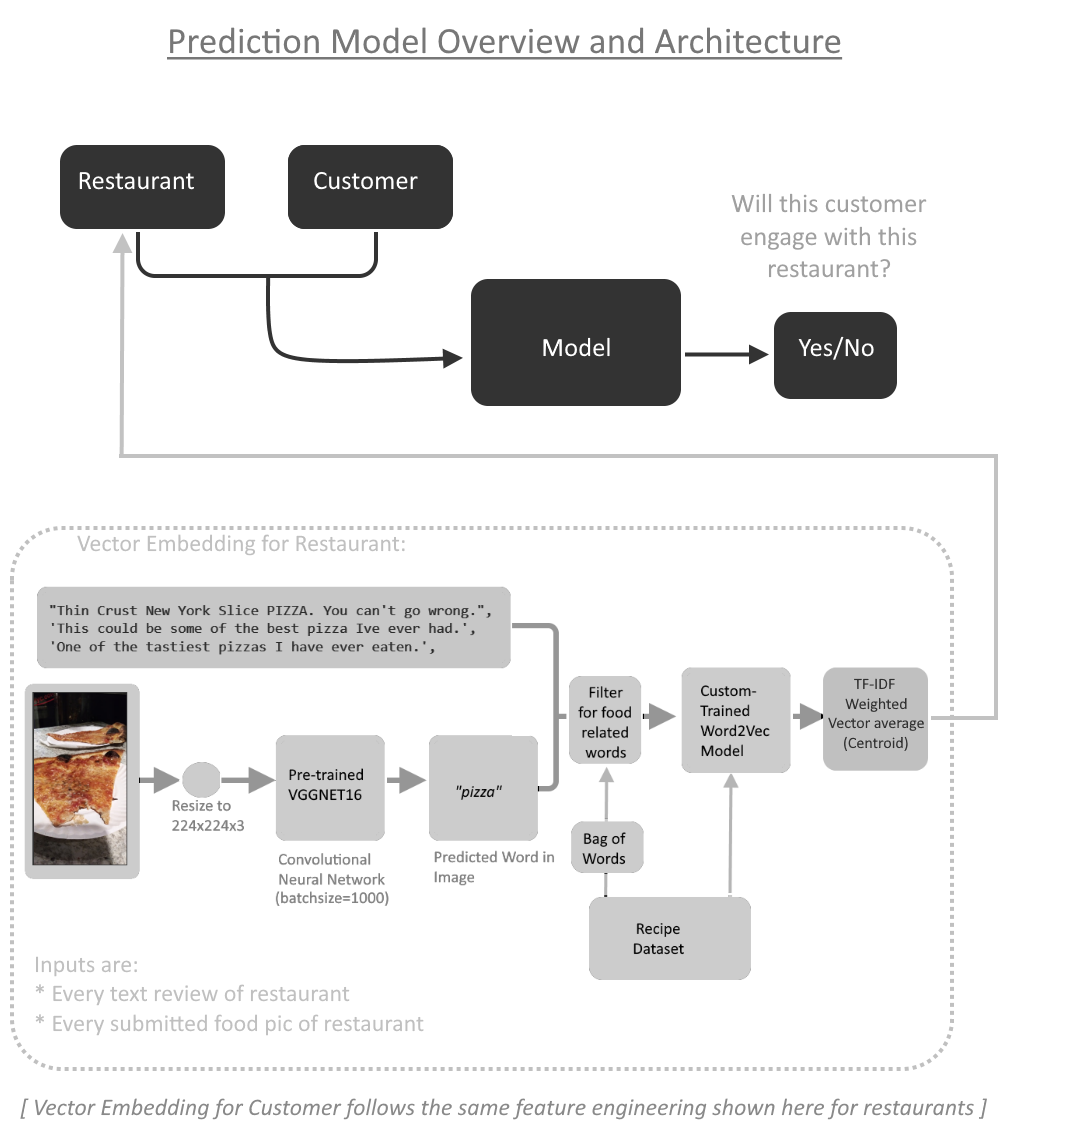 Prediction Model Overview and Architecture
Restaurant
Customer
Will this customer
engage with this
restaurant?
Model
Yes/No
Vector Embedding for Restaurant:
"Thin Crust New York Slice PIZZA. You can't go wrong.",
'This could be some of the best pizza Ive ever had.',
'One of the tastiest pizzas I have ever eaten.',
Resize to
224x224x3
Pre-trained
VGGNET16
Convolutional
Neural Network
(batchsize=1000)
"pizza"
Predicted Word in
Image
Filter
for food
related
words
Bag of
Words
Recipe
Dataset
Custom-
Trained
Word2Vec
Model
TF-IDF
Weighted
Vector average
(Centroid)
Inputs are:
* Every text review of restaurant
* Every submitted food pic of restaurant
[ Vector Embedding for Customer follows the same feature engineering shown here for restaurants ]